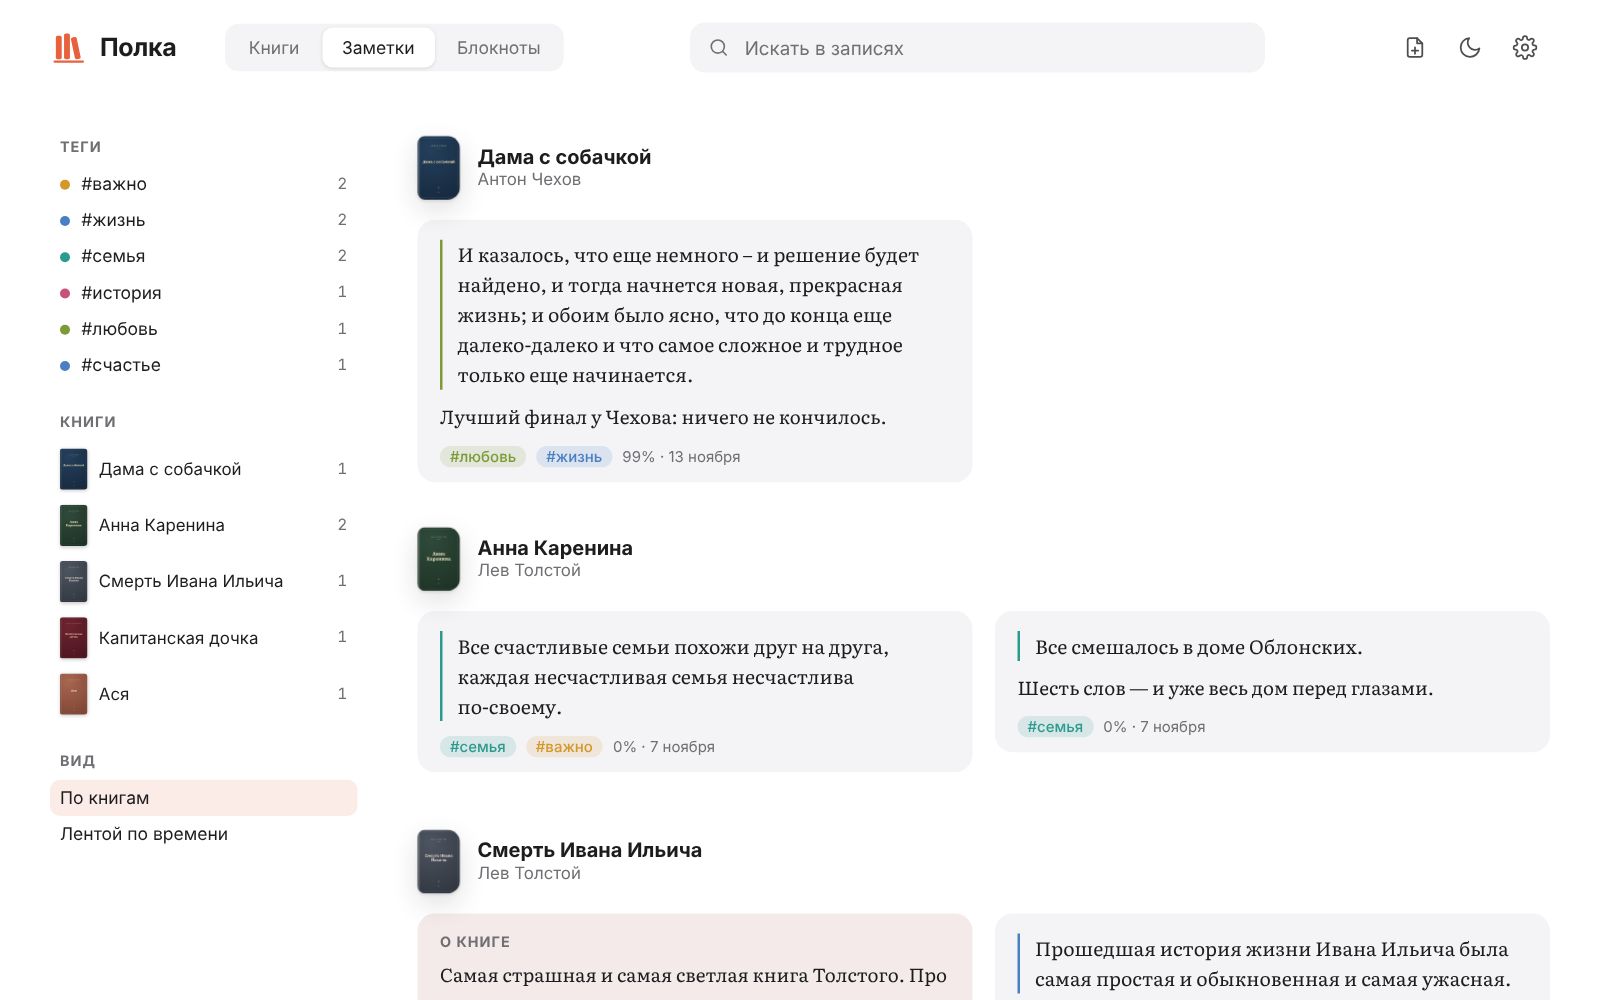 Полка
Книги
Заметки
Блокноты
Искать в записях
ТЕГИ
#важно 2
#жизнь 2
#семья 2
#история 1
#любовь 1
#счастье 1
КНИГИ
Дама с собачкой 1
Анна Каренина 2
Смерть Ивана Ильича 1
Капитанская дочка 1
Ася 1
ВИД
По книгам
Лентой по времени
Дама с собачкой
Антон Чехов
И казалось, что еще немного – и решение будет
найдено, и тогда начнется новая, прекрасная
жизнь; и обоим было ясно, что до конца еще
далеко-далеко и что самое сложное и трудное
только еще начинается.
Лучший финал у Чехова: ничего не кончилось.
#любовь #жизнь 99% · 13 ноября
Анна Каренина
Лев Толстой
Все счастливые семьи похожи друг на друга,
каждая несчастливая семья несчастлива
по-своему.
#семья #важно 0% · 7 ноября
Все смешалось в доме Облонских.
Шесть слов — и уже весь дом перед глазами.
#семья 0% · 7 ноября
Смерть Ивана Ильича
Лев Толстой
О КНИГЕ
Самая страшная и самая светлая книга Толстого. Про
Прошедшая история жизни Ивана Ильича была
самая простая и обыкновенная и самая ужасная.